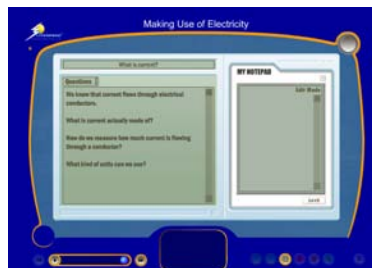 Making Use of Electricity
What is current?
MY NOTEPAD
Questions
Edit Mode
We know that current flows through electrical
conductors.
What is current actually made of?
How do we measure how much current is flowing
through a conductor?
What kind of units can we use?
save